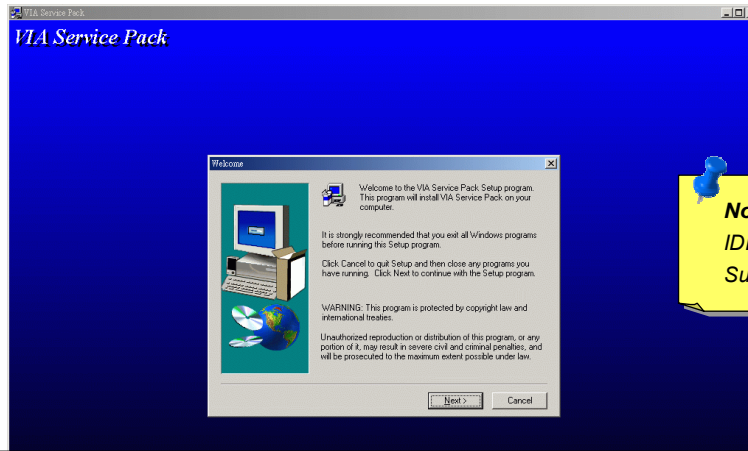 VIA Service Pack
VIA Service Pack
Welcome
Welcome to the VIA Service Pack Setup program.
This program will install VIA Service Pack on your
computer.
It is strongly recommended that you exit all Windows programs
before running this Setup program.
Click Cancel to quit Setup and then close any programs you
have running. Click Next to continue with the Setup program.
WARNING: This program is protected by copyright law and
international treaties.
Unauthorized reproduction or distribution of this program, or any
portion of it, may result in severe civil and criminal penalties, and
will be prosecuted to the maximum extent possible under law.
Next >
Cancel